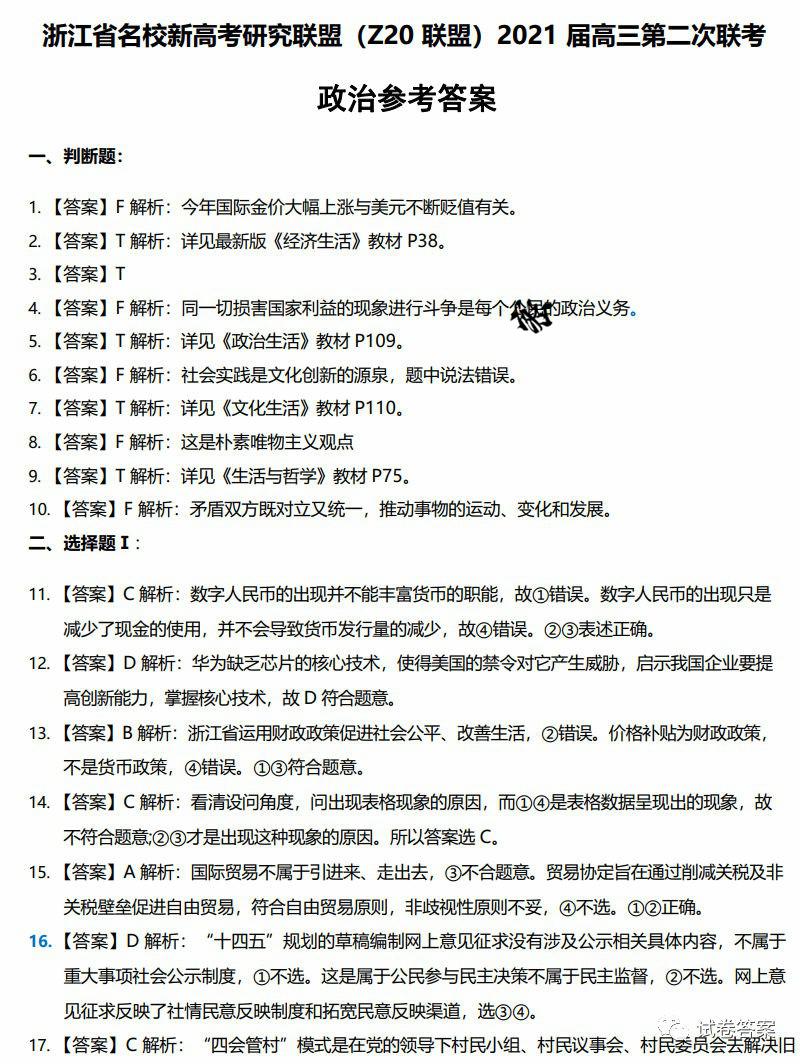 浙江省名校新高考研究联盟（Z20 联盟）2021 届高三第二次联考
政治参考答案
一、判断题：
1. 【答案】F 解析：今年国际金价大幅上涨与美元不断贬值有关。
2. 【答案】T 解析：详见最新版《经济生活》教材 P38。
3. 【答案】T
4. 【答案】F 解析：同一切损害国家利益的现象进行斗争是每个公民的政治义务。
5. 【答案】T 解析：详见《政治生活》教材 P109。
6. 【答案】F 解析：社会实践是文化创新的源泉，题中说法错误。
7. 【答案】T 解析：详见《文化生活》教材 P110。
8. 【答案】F 解析：这是朴素唯物主义观点
9. 【答案】T 解析：详见《生活与哲学》教材 P75。
10. 【答案】F 解析：矛盾双方既对立又统一，推动事物的运动、变化和发展。
二、选择题 I：
11. 【答案】C 解析：数字人民币的出现并不能丰富货币的职能，故①错误。数字人民币的出现只是
减少了现金的使用，并不会导致货币发行量的减少，故④错误。②③表述正确。
12. 【答案】D 解析：华为缺乏芯片的核心技术，使得美国的禁令对它产生威胁，启示我国企业要提
高创新能力，掌握核心技术，故 D 符合题意。
13. 【答案】B 解析：浙江省运用财政政策促进社会公平、改善生活，②错误。价格补贴为财政政策，
不是货币政策，④错误。①③符合题意。
14. 【答案】C 解析：看清设问角度，问出现表格现象的原因，而①④是表格数据呈现出的现象，故
不符合题意;②③才是出现这种现象的原因。所以答案选 C。
15. 【答案】A 解析：国际贸易不属于引进来、走出去，③不合题意。贸易协定旨在通过削减关税及非
关税壁垒促进自由贸易，符合自由贸易原则，非歧视性原则不妥，④不选。①②正确。
16. 【答案】D 解析：“十四五”规划的草稿编制网上意见征求没有涉及公示相关具体内容，不属于
重大事项社会公示制度，①不选。这是属于公民参与民主决策不属于民主监督，②不选。网上意
见征求反映了社情民意反映制度和拓宽民意反映渠道，选③④。
17. 【答案】C 解析：“四会管村”模式是在党的领导下村民小组、村民议事会、村民委员会去解决旧
试卷答案